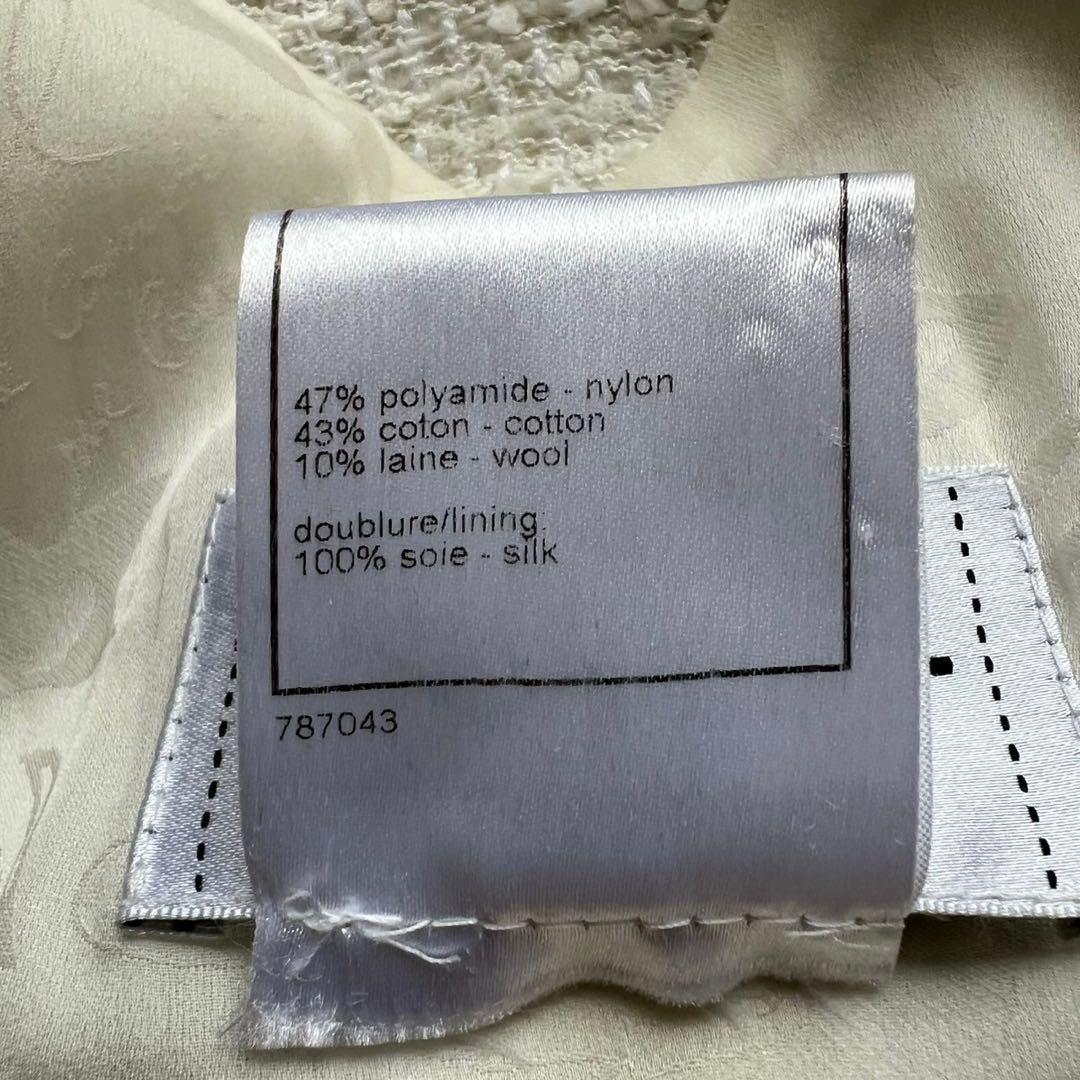 47% polyamide - nylon
43% coton - cotton
10% laine - wool
doublure/lining:
100% soie - silk
787043